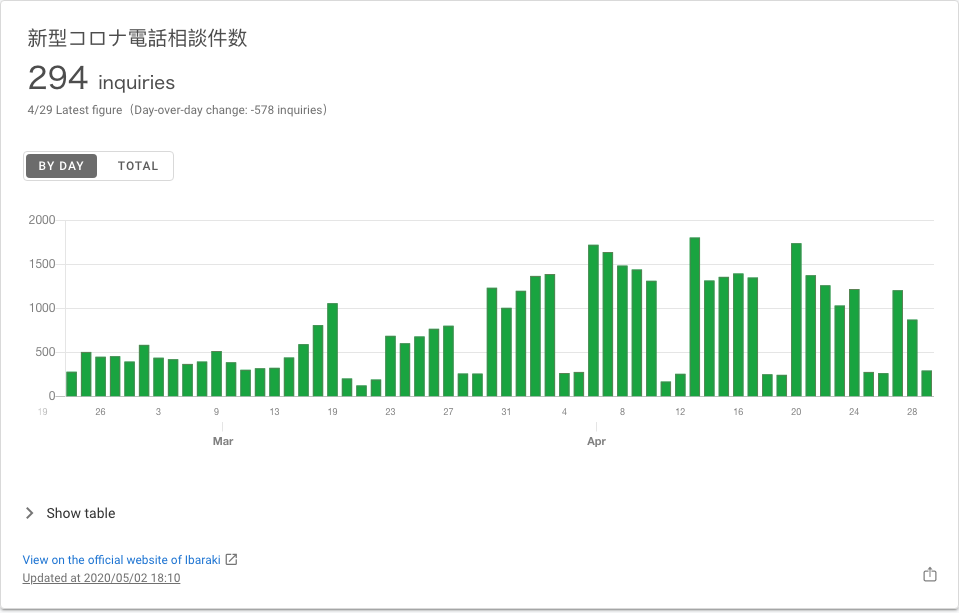 新型コロナ電話相談件数
294 inquiries
4/29 Latest figure（Day-over-day change: -578 inquiries）
BY DAY TOTAL
2000
1500
1000
500
0
19 26 3 9 13 19 23 27 31 4 8 12 16 20 24 28
Mar Apr
Show table
View on the official website of Ibaraki
Updated at 2020/05/02 18:10